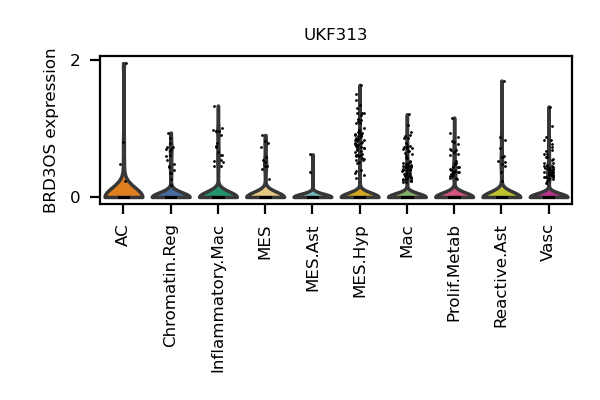 UKF313
BRD3OS expression
2
0
AC
Chromatin.Reg
Inflammatory.Mac
MES
MES.Ast
MES.Hyp
Mac
Prolif.Metab
Reactive.Ast
Vasc